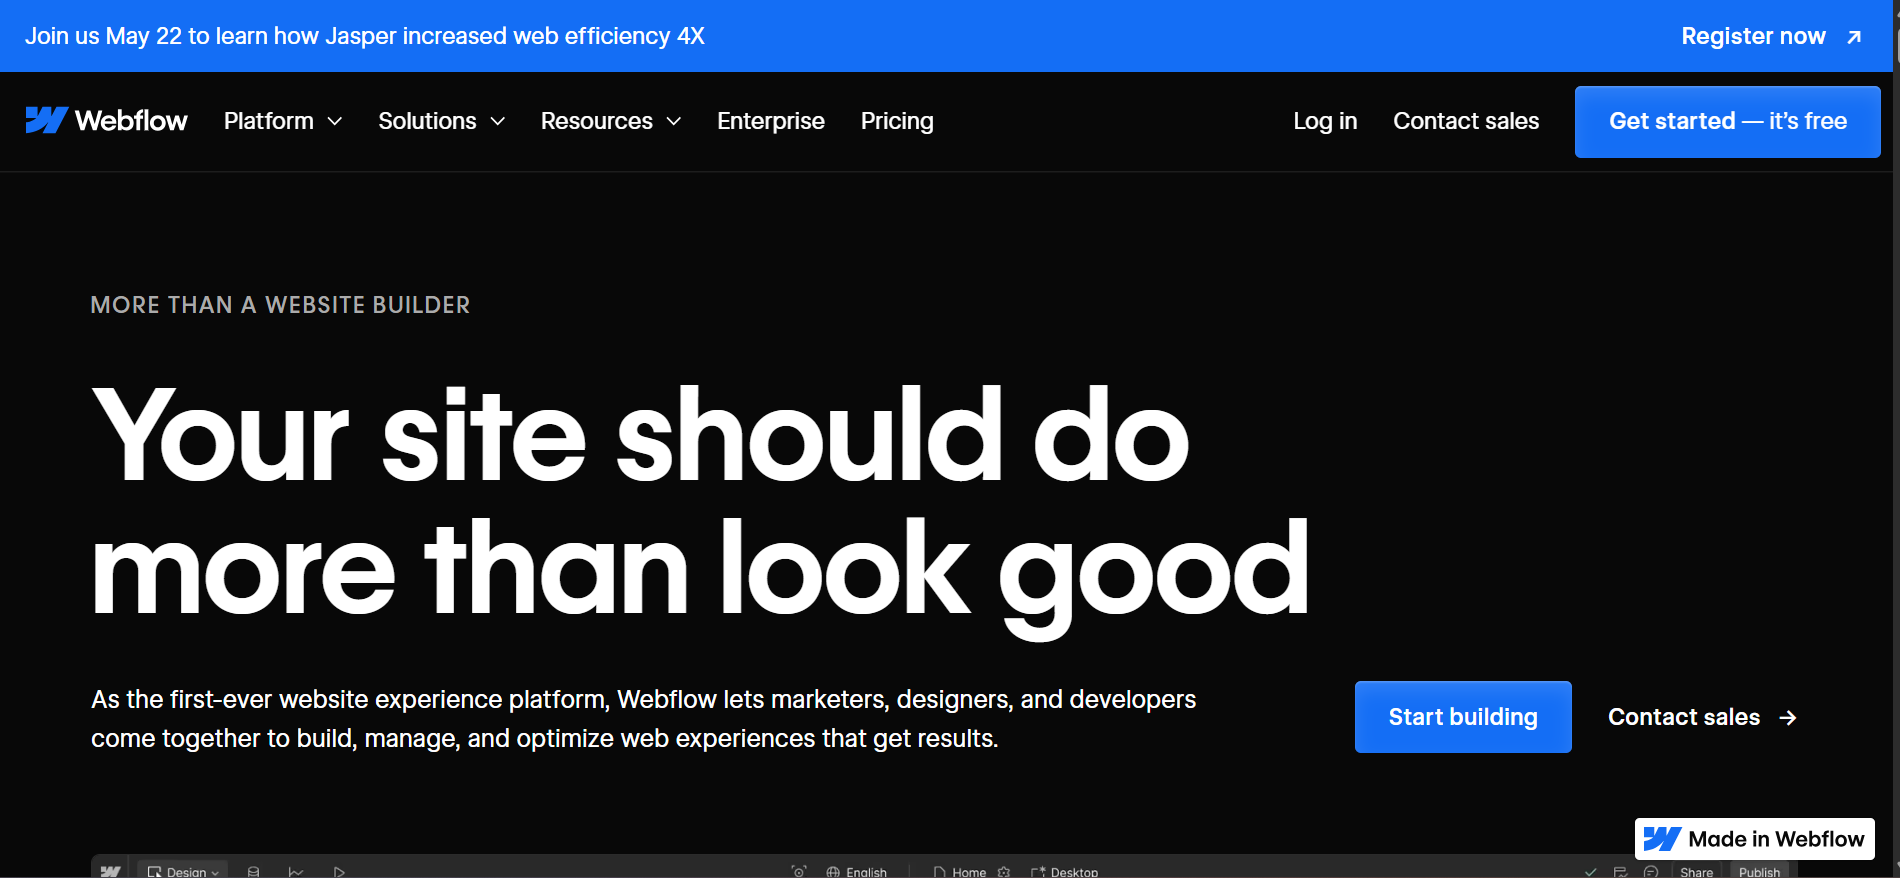 Join us May 22 to learn how Jasper increased web efficiency 4X
Register now
Webflow
Platform
Solutions
Resources
Enterprise
Pricing
Log in
Contact sales
Get started — it's free
MORE THAN A WEBSITE BUILDER
Your site should do
more than look good
As the first-ever website experience platform, Webflow lets marketers, designers, and developers
come together to build, manage, and optimize web experiences that get results.
Start building
Contact sales
Made in Webflow
Design
English
Home
Desktop
Share
Publish